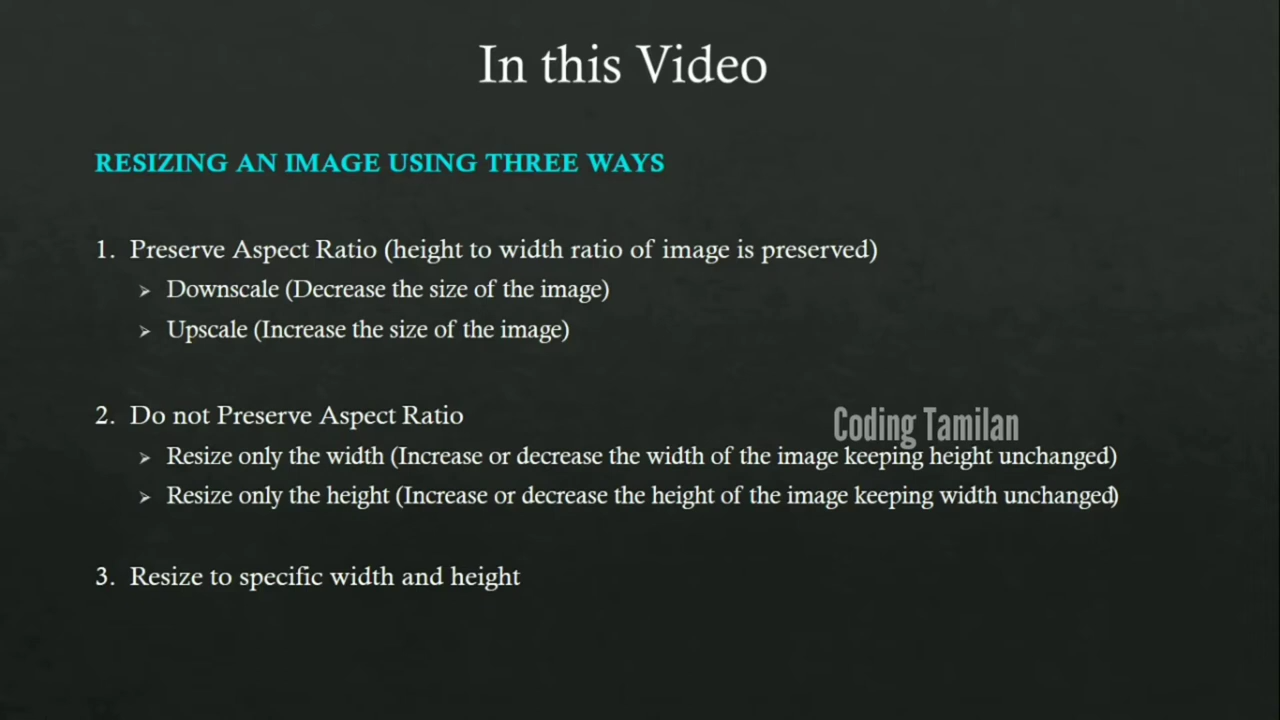 In this Video
RESIZING AN IMAGE USING THREE WAYS
1. Preserve Aspect Ratio (height to width ratio of image is preserved)
➢ Downscale (Decrease the size of the image)
➢ Upscale (Increase the size of the image)
2. Do not Preserve Aspect Ratio
Coding Tamilan
➢ Resize only the width (Increase or decrease the width of the image keeping height unchanged)
➢ Resize only the height (Increase or decrease the height of the image keeping width unchanged)
3. Resize to specific width and height